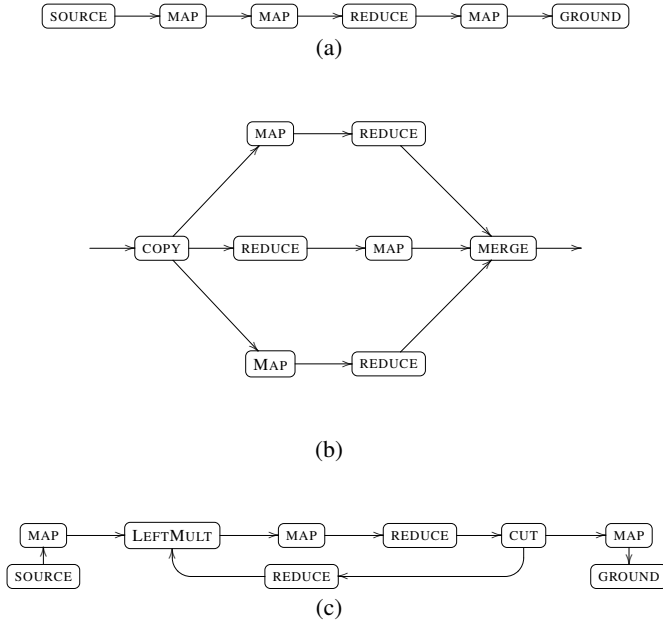 SOURCE MAP MAP REDUCE MAP GROUND
(a)
MAP REDUCE
COPY REDUCE MAP MERGE
MAP REDUCE
(b)
MAP LEFTMULT MAP REDUCE CUT MAP
SOURCE REDUCE GROUND
(c)